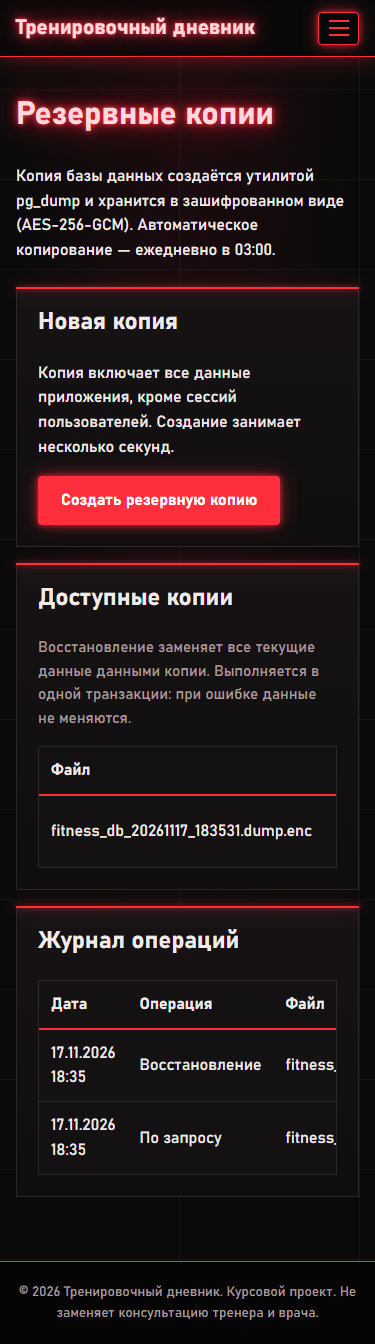 Тренировочный дневник
Резервные копии
Копия базы данных создаётся утилитой
pg_dump и хранится в зашифрованном виде
(AES-256-GCM). Автоматическое
копирование — ежедневно в 03:00.
Новая копия
Копия включает все данные
приложения, кроме сессий
пользователей. Создание занимает
несколько секунд.
Создать резервную копию
Доступные копии
Восстановление заменяет все текущие
данные данными копии. Выполняется в
одной транзакции: при ошибке данные
не меняются.
Файл
fitness_db_20261117_183531.dump.enc
Журнал операций
Дата Операция Файл
17.11.2026
18:35
Восстановление fitness_
17.11.2026
18:35
По запросу fitness_
© 2026 Тренировочный дневник. Курсовой проект. Не
заменяет консультацию тренера и врача.